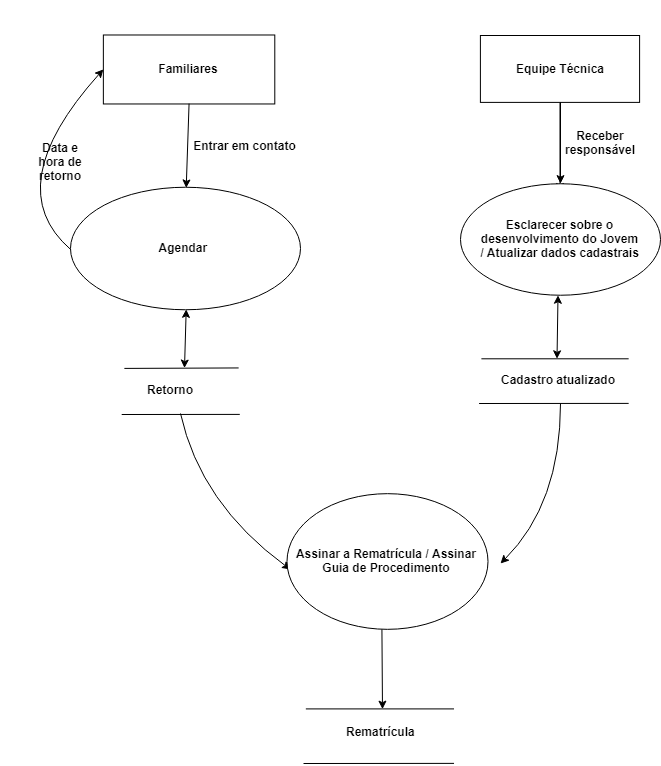 Familiares
Equipe Técnica
Entrar em contato
Receber
responsável
Data e
hora de
retorno
Agendar
Esclarecer sobre o
desenvolvimento do Jovem
/ Atualizar dados cadastrais
Retorno
Cadastro atualizado
Assinar a Rematrícula / Assinar
Guia de Procedimento
Rematrícula